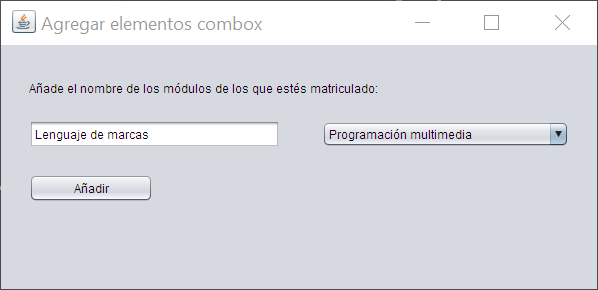 Agregar elementos combox
Añade el nombre de los módulos de los que estés matriculado:
Lenguaje de marcas
Programación multimedia
Añadir